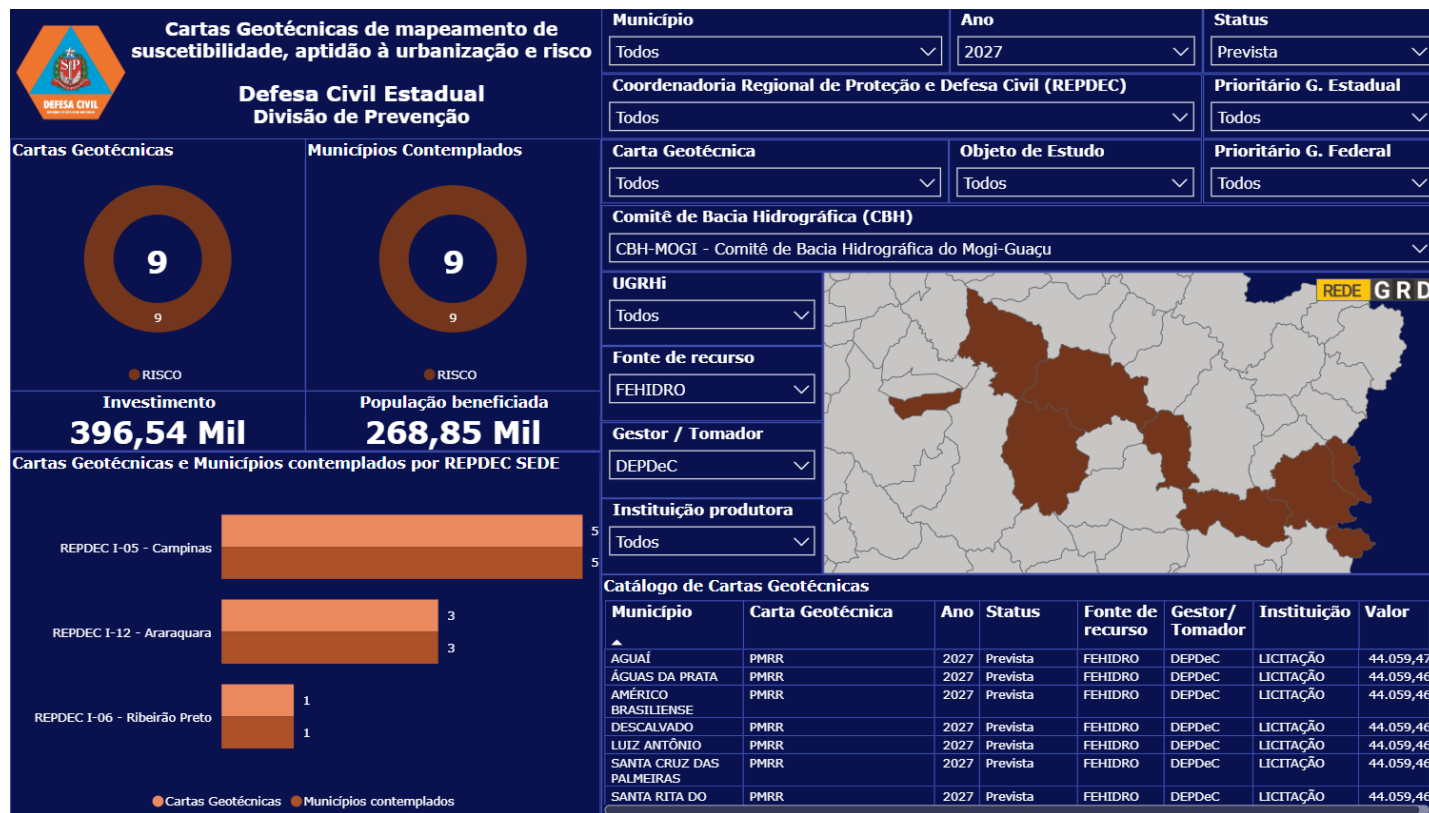 Cartas Geotécnicas de mapeamento de
suscetibilidade, aptidão à urbanização e risco
Defesa Civil Estadual
Divisão de Prevenção
SP
DEFESA CIVIL
Município
Todos
Ano
2027
Status
Prevista
Coordenadoria Regional de Proteção e Defesa Civil (REPDEC)
Todos
Prioritário G. Estadual
Todos
Carta Geotécnica
Todos
Objeto de Estudo
Todos
Prioritário G. Federal
Todos
Comitê de Bacia Hidrográfica (CBH)
CBH-MOGI - Comitê de Bacia Hidrográfica do Mogi-Guaçu
Cartas Geotécnicas
9
9
RISCO
Municípios Contemplados
9
9
RISCO
Investimento
396,54 Mil
População beneficiada
268,85 Mil
UGRHi
Todos
Fonte de recurso
FEHIDRO
Gestor / Tomador
DEPDeC
Instituição produtora
Todos
REDE G R D
Cartas Geotécnicas e Municípios contemplados por REPDEC SEDE
REPDEC I-05 - Campinas
5
5
REPDEC I-12 - Araraquara
3
3
REPDEC I-06 - Ribeirão Preto
1
1
Cartas Geotécnicas Municípios contemplados
Catálogo de Cartas Geotécnicas
Município Carta Geotécnica Ano Status Fonte de recurso Gestor/ Tomador Instituição Valor
AGUAÍ PMRR 2027 Prevista FEHIDRO DEPDeC LICITAÇÃO 44.059,47
ÁGUAS DA PRATA PMRR 2027 Prevista FEHIDRO DEPDeC LICITAÇÃO 44.059,46
AMÉRICO BRASILIENSE PMRR 2027 Prevista FEHIDRO DEPDeC LICITAÇÃO 44.059,46
DESCALVADO PMRR 2027 Prevista FEHIDRO DEPDeC LICITAÇÃO 44.059,46
LUIZ ANTÔNIO PMRR 2027 Prevista FEHIDRO DEPDeC LICITAÇÃO 44.059,46
SANTA CRUZ DAS PALMEIRAS PMRR 2027 Prevista FEHIDRO DEPDeC LICITAÇÃO 44.059,46
SANTA RITA DO PMRR 2027 Prevista FEHIDRO DEPDeC LICITAÇÃO 44.059,46